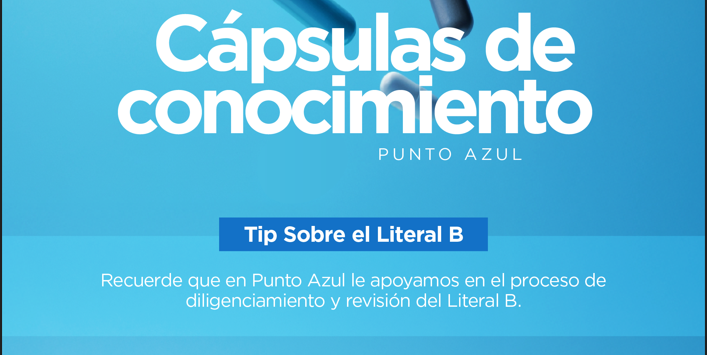 Cápsulas de
conocimiento
PUNTO AZUL
Tip Sobre el Literal B
Recuerde que en Punto Azul le apoyamos en el proceso de
diligenciamiento y revisión del Literal B.